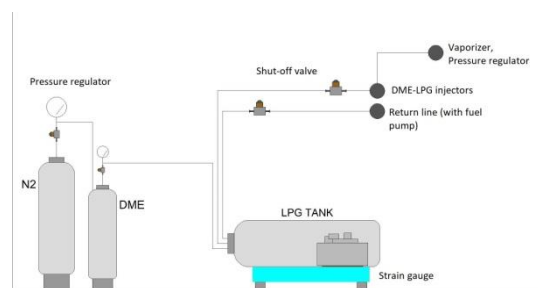 Vaporizer,
Pressure regulator
Shut-off valve
Pressure regulator
DME-LPG injectors
Return line (with fuel
pump)
N2
DME
LPG TANK
Strain gauge